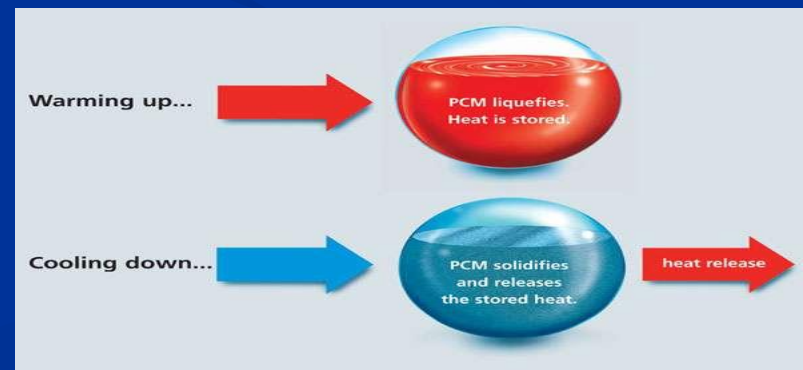 Warming up...
PCM liquefies.
Heat is stored.
Cooling down...
PCM solidifies
and releases
the stored heat.
heat release